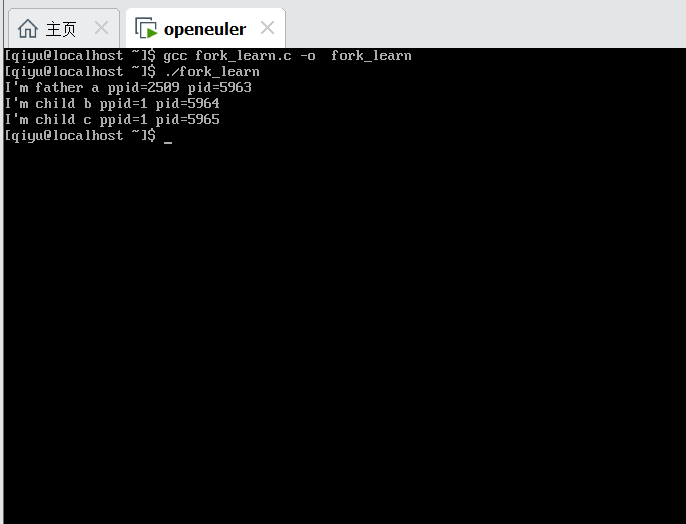 主页
openeuler
[qiyu@localhost ~]$ gcc fork_learn.c -o  fork_learn
[qiyu@localhost ~]$ ./fork_learn
I'm father a ppid=2509 pid=5963
I'm child b ppid=1 pid=5964
I'm child c ppid=1 pid=5965
[qiyu@localhost ~]$ _